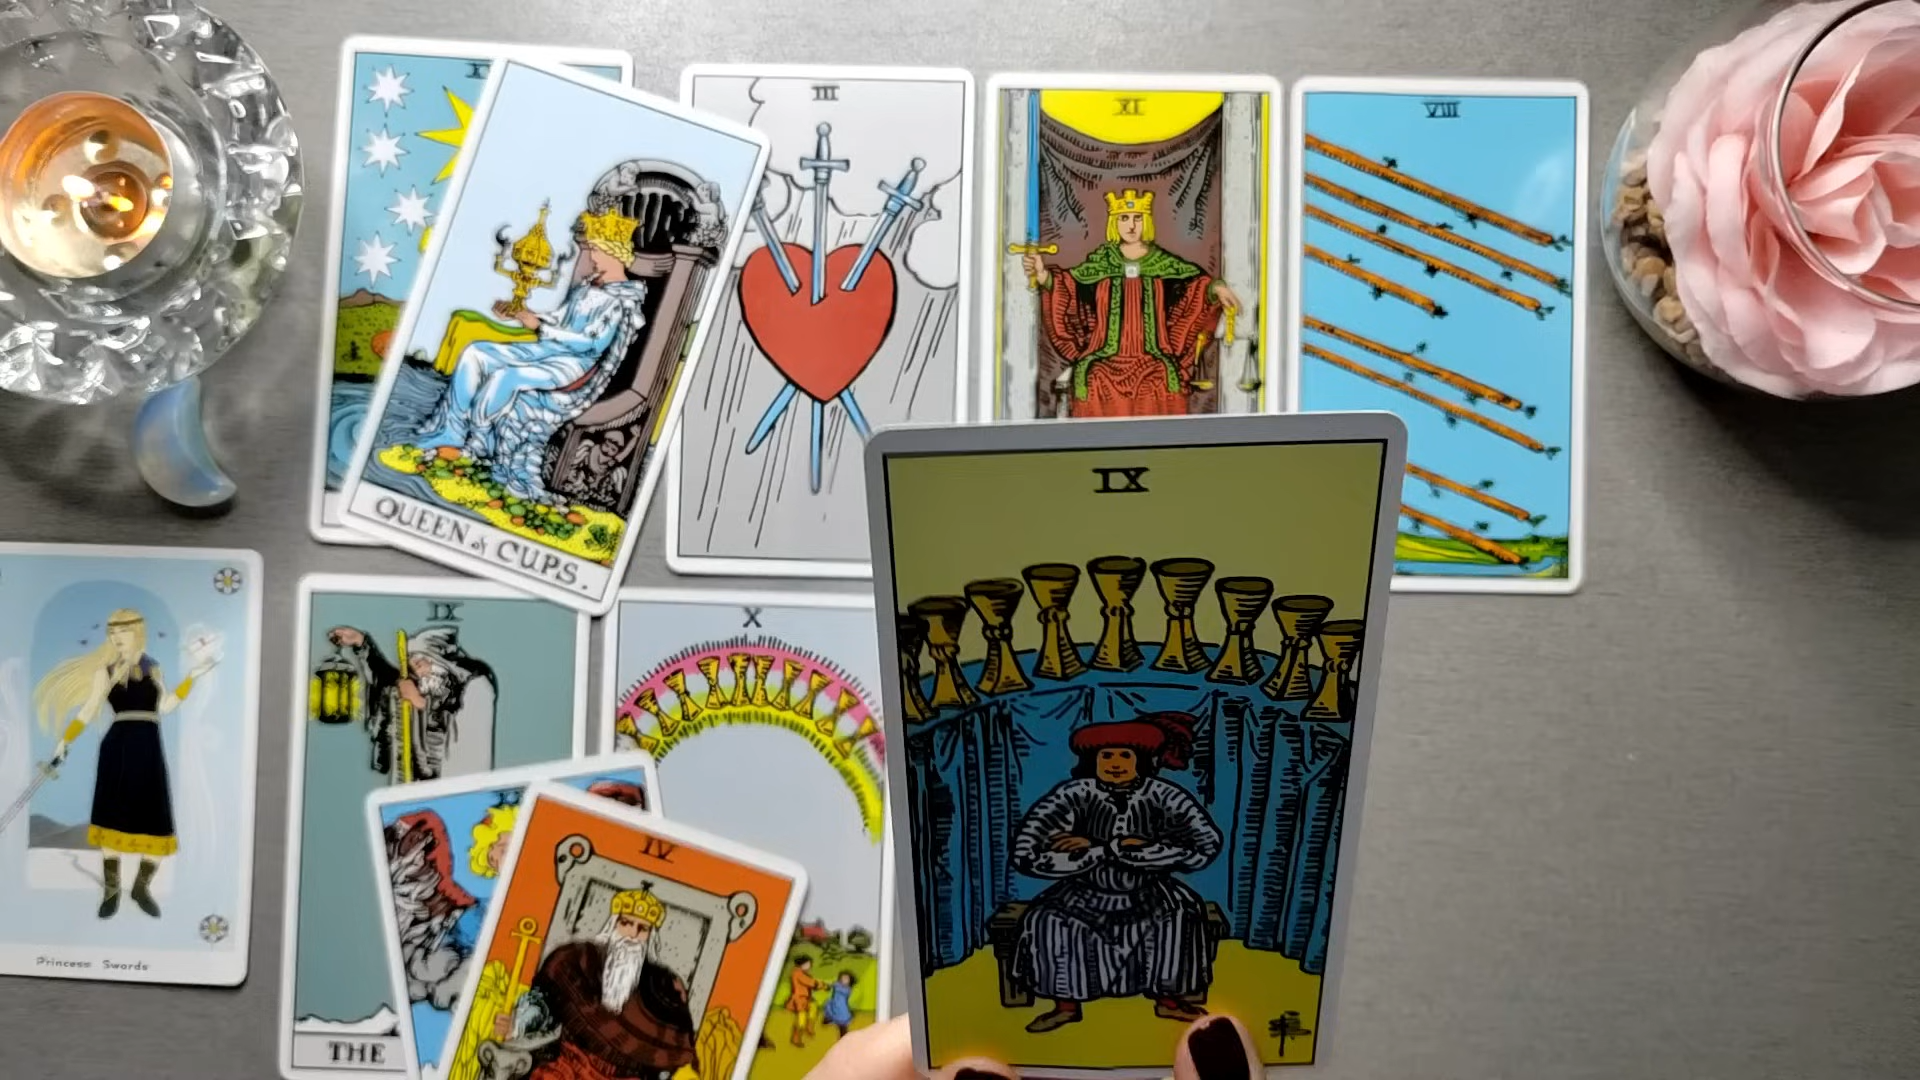 III
XI
VIII
QUEEN of CUPS.
IX
IX
X
IV
Princess Swords
THE